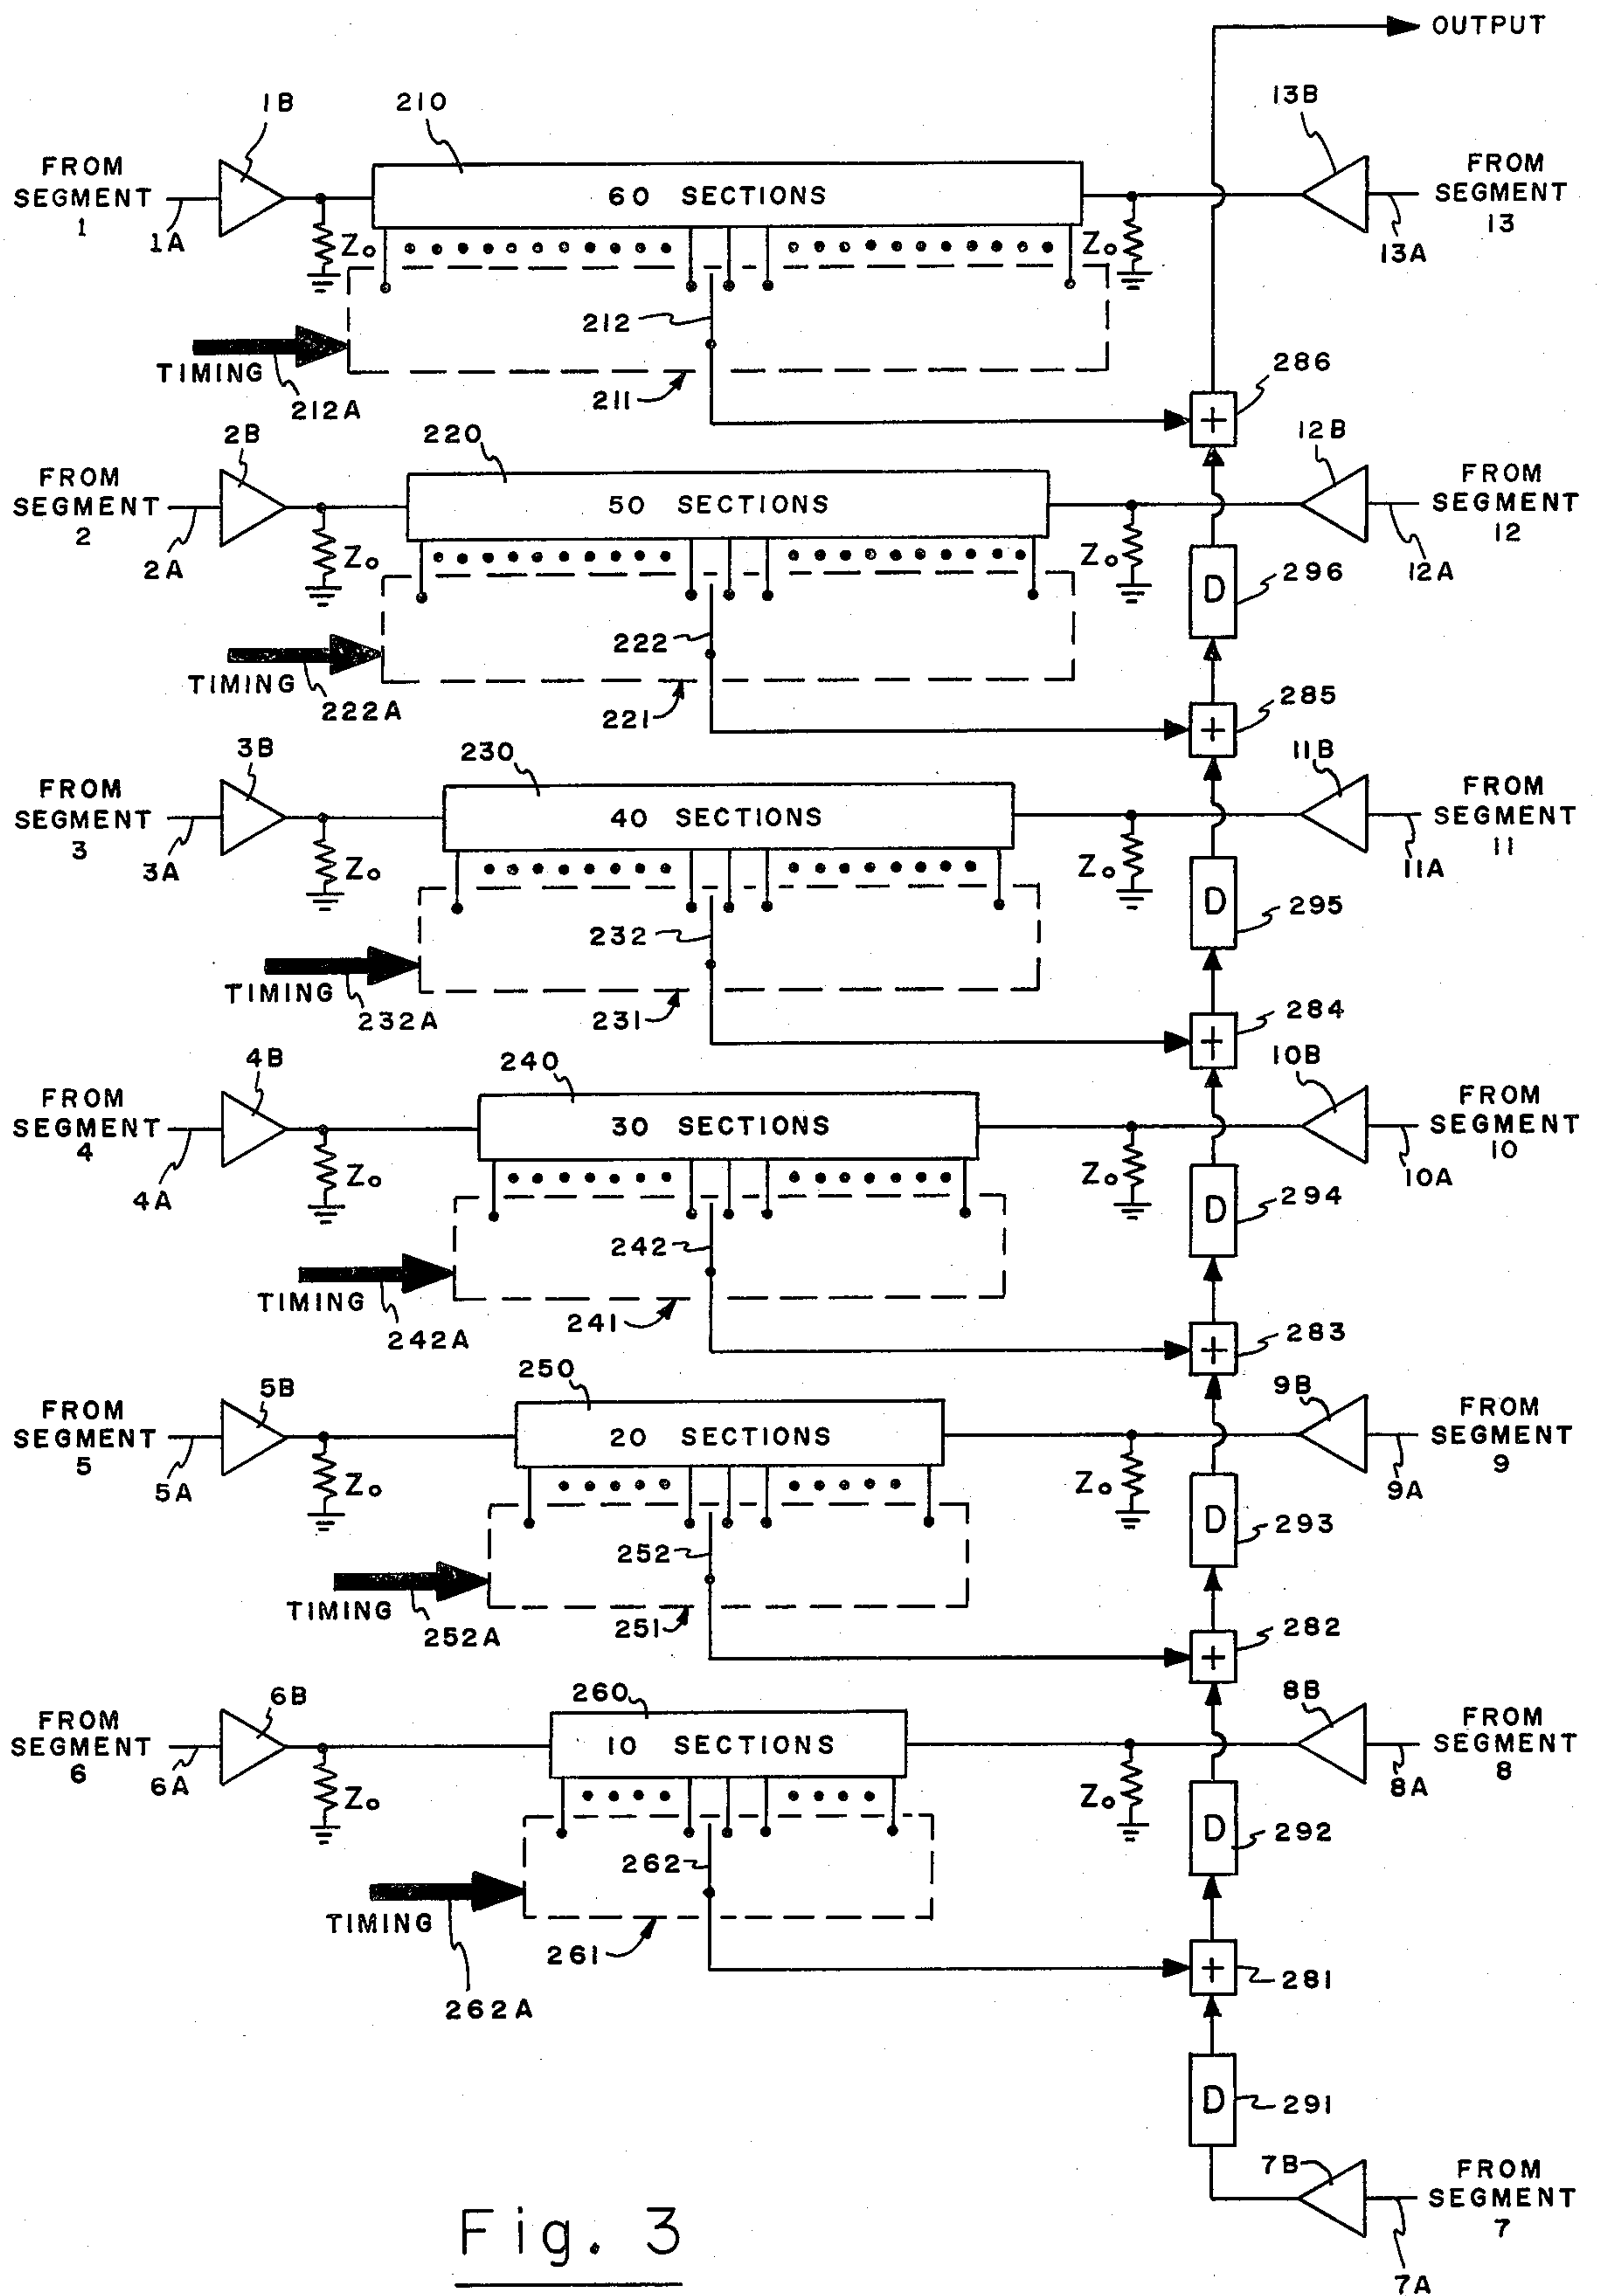 OUTPUT
1B
210
13B
FROM
SEGMENT
1
1A
60 SECTIONS
FROM
SEGMENT
13
13A
Zo
Zo
212
TIMING
212A
211
286
2B
220
12B
FROM
SEGMENT
2
2A
50 SECTIONS
FROM
SEGMENT
12
12A
Zo
Zo
D
296
222
TIMING
222A
221
285
3B
230
11B
FROM
SEGMENT
3
3A
40 SECTIONS
FROM
SEGMENT
11
11A
Zo
Zo
D
295
232
TIMING
232A
231
284
4B
240
10B
FROM
SEGMENT
4
4A
30 SECTIONS
FROM
SEGMENT
10
10A
Zo
Zo
D
294
242
TIMING
242A
241
283
5B
250
9B
FROM
SEGMENT
5
5A
20 SECTIONS
FROM
SEGMENT
9
9A
Zo
Zo
D
293
252
TIMING
252A
251
282
6B
260
8B
FROM
SEGMENT
6
6A
10 SECTIONS
FROM
SEGMENT
8
8A
Zo
Zo
D
292
262
TIMING
262A
261
281
D
291
7B
FROM
SEGMENT
7
7A
Fig. 3